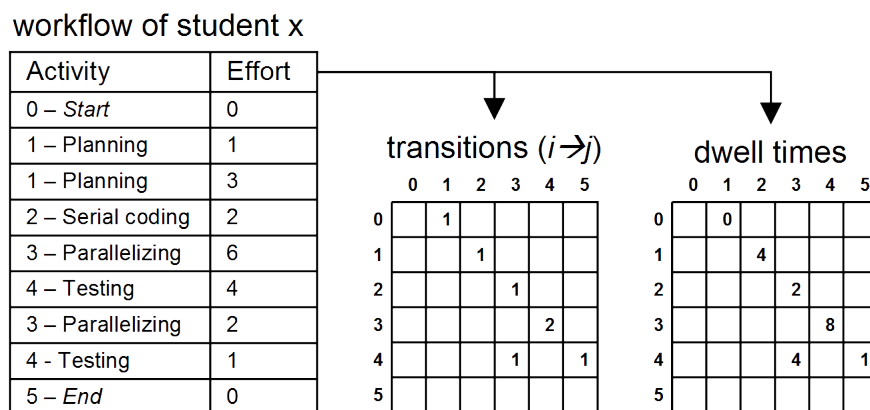 workflow of student x
Activity Effort
0 – Start 0
1 – Planning 1
1 – Planning 3
2 – Serial coding 2
3 – Parallelizing 6
4 – Testing 4
3 – Parallelizing 2
4 - Testing 1
5 – End 0
transitions (i→j)
0 1 2 3 4 5
0 1
1 1
2 1
3 2
4 1 1
5
dwell times
0 1 2 3 4 5
0 0
1 4
2 2
3 8
4 4 1
5